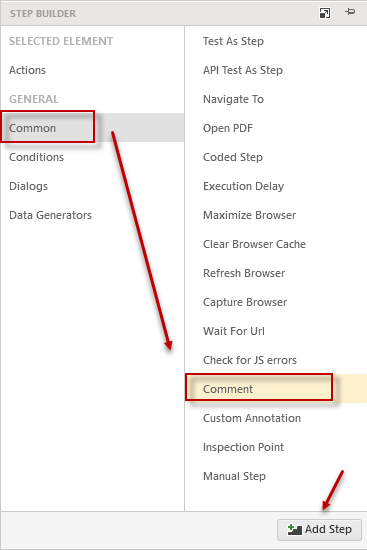 STEP BUILDER
SELECTED ELEMENT
Actions
GENERAL
Common
Conditions
Dialogs
Data Generators
Test As Step
API Test As Step
Navigate To
Open PDF
Coded Step
Execution Delay
Maximize Browser
Clear Browser Cache
Refresh Browser
Capture Browser
Wait For Url
Check for JS errors
Comment
Custom Annotation
Inspection Point
Manual Step
Add Step